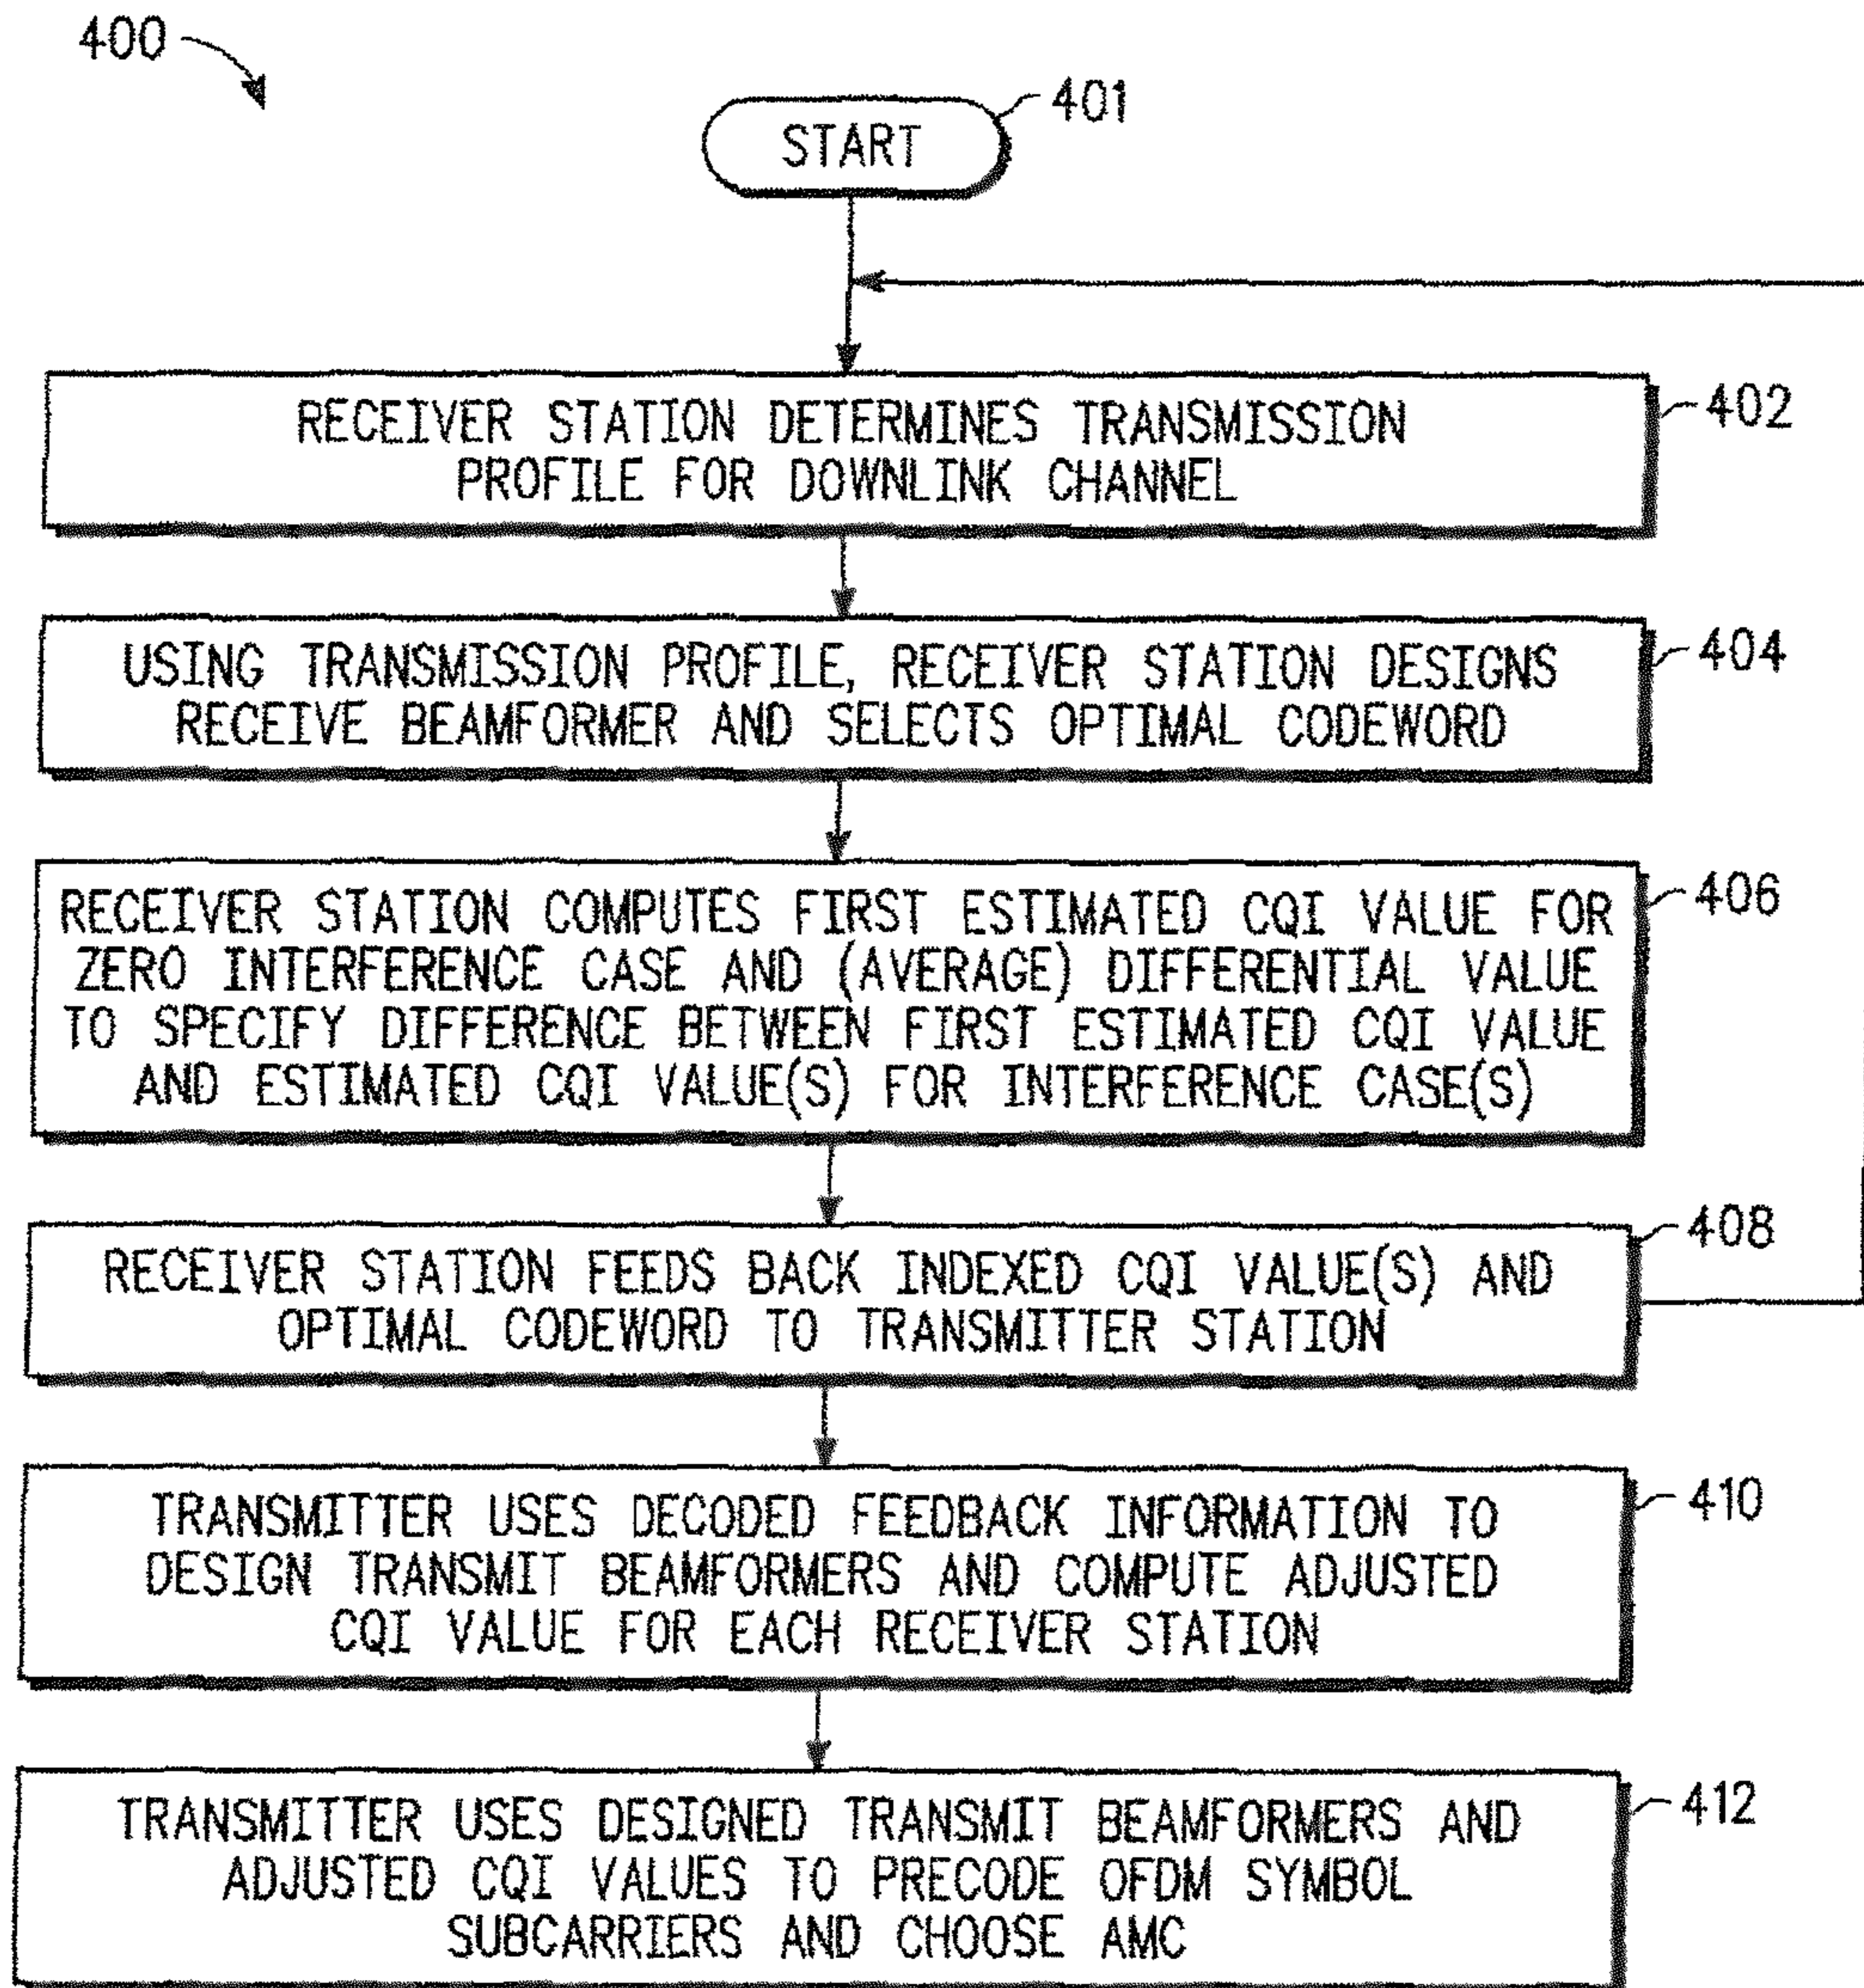 400
START
401
RECEIVER STATION DETERMINES TRANSMISSION
PROFILE FOR DOWNLINK CHANNEL
402
USING TRANSMISSION PROFILE, RECEIVER STATION DESIGNS
RECEIVE BEAMFORMER AND SELECTS OPTIMAL CODEWORD
404
RECEIVER STATION COMPUTES FIRST ESTIMATED CQI VALUE FOR
ZERO INTERFERENCE CASE AND (AVERAGE) DIFFERENTIAL VALUE
TO SPECIFY DIFFERENCE BETWEEN FIRST ESTIMATED CQI VALUE
AND ESTIMATED CQI VALUE(S) FOR INTERFERENCE CASE(S)
406
RECEIVER STATION FEEDS BACK INDEXED CQI VALUE(S) AND
OPTIMAL CODEWORD TO TRANSMITTER STATION
408
TRANSMITTER USES DECODED FEEDBACK INFORMATION TO
DESIGN TRANSMIT BEAMFORMERS AND COMPUTE ADJUSTED
CQI VALUE FOR EACH RECEIVER STATION
410
TRANSMITTER USES DESIGNED TRANSMIT BEAMFORMERS AND
ADJUSTED CQI VALUES TO PRECODE OFDM SYMBOL
SUBCARRIERS AND CHOOSE AMC
412